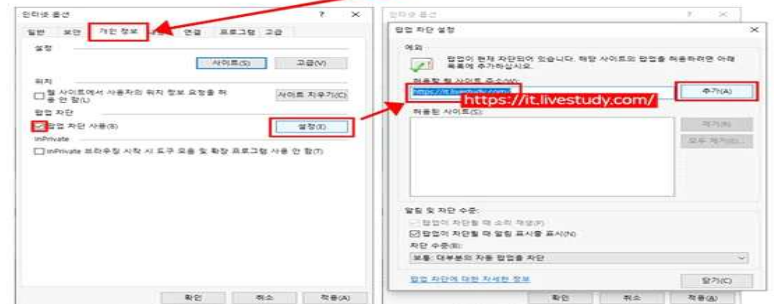 인터넷 옵션
일반 보안 개인 정보 연결 프로그램 고급
설정
사이트(S) 고급(V)
위치
웹 사이트에서 사용자의 위치 정보 요청을 허용 안 함(L)
사이트 지우기(C)
팝업 차단
팝업 차단 사용(B) 설정(E)
InPrivate
InPrivate 브라우징 시작 시 도구 모음 및 확장 프로그램 사용 안 함(T)
확인 취소 적용(A)
인터넷 옵션
팝업 차단 설정
예외
팝업이 현재 차단되어 있습니다. 해당 사이트의 팝업을 허용하려면 아래
목록에 추가하십시오.
허용할 웹 사이트 주소(W):
https://it.livestudy.com/ 추가(A)
https://it.livestudy.com/
허용된 사이트(S):
제거(R)
모두 제거(E)...
알림 및 차단 수준:
팝업이 차단될 때 소리 재생(P)
팝업이 차단될 때 알림 표시줄 표시(N)
차단 수준(B):
보통: 대부분의 자동 팝업을 차단
팝업 차단에 대한 자세한 정보 닫기(C)
확인 취소 적용(A)